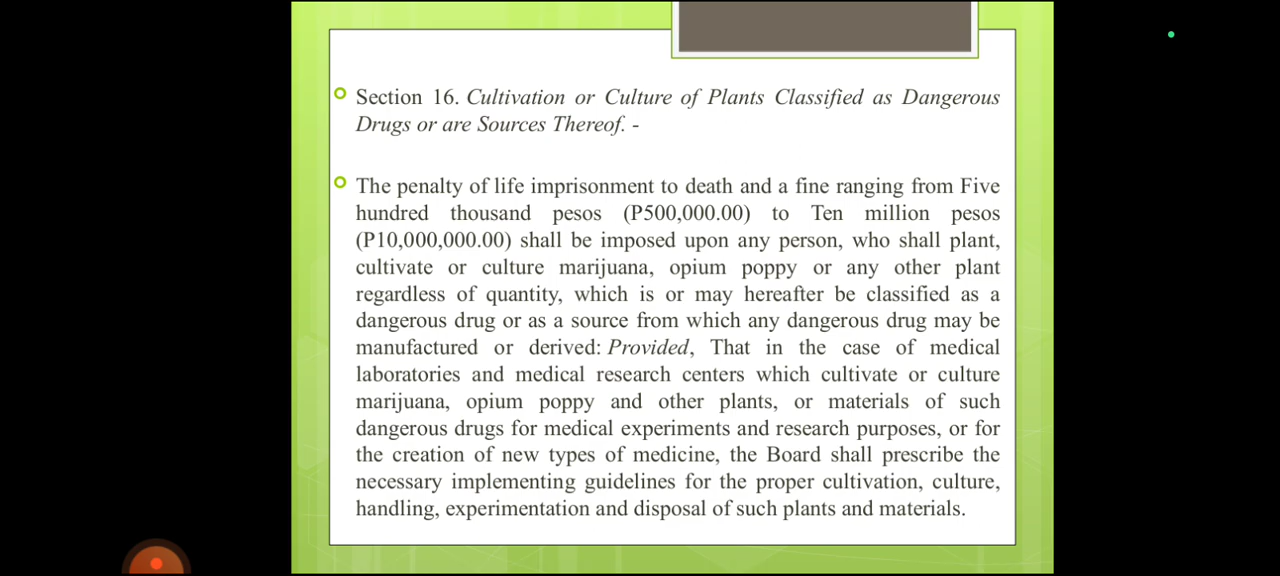 Section 16. Cultivation or Culture of Plants Classified as Dangerous
Drugs or are Sources Thereof. -
The penalty of life imprisonment to death and a fine ranging from Five
hundred thousand pesos (P500,000.00) to Ten million pesos
(P10,000,000.00) shall be imposed upon any person, who shall plant,
cultivate or culture marijuana, opium poppy or any other plant
regardless of quantity, which is or may hereafter be classified as a
dangerous drug or as a source from which any dangerous drug may be
manufactured or derived: Provided, That in the case of medical
laboratories and medical research centers which cultivate or culture
marijuana, opium poppy and other plants, or materials of such
dangerous drugs for medical experiments and research purposes, or for
the creation of new types of medicine, the Board shall prescribe the
necessary implementing guidelines for the proper cultivation, culture,
handling, experimentation and disposal of such plants and materials.